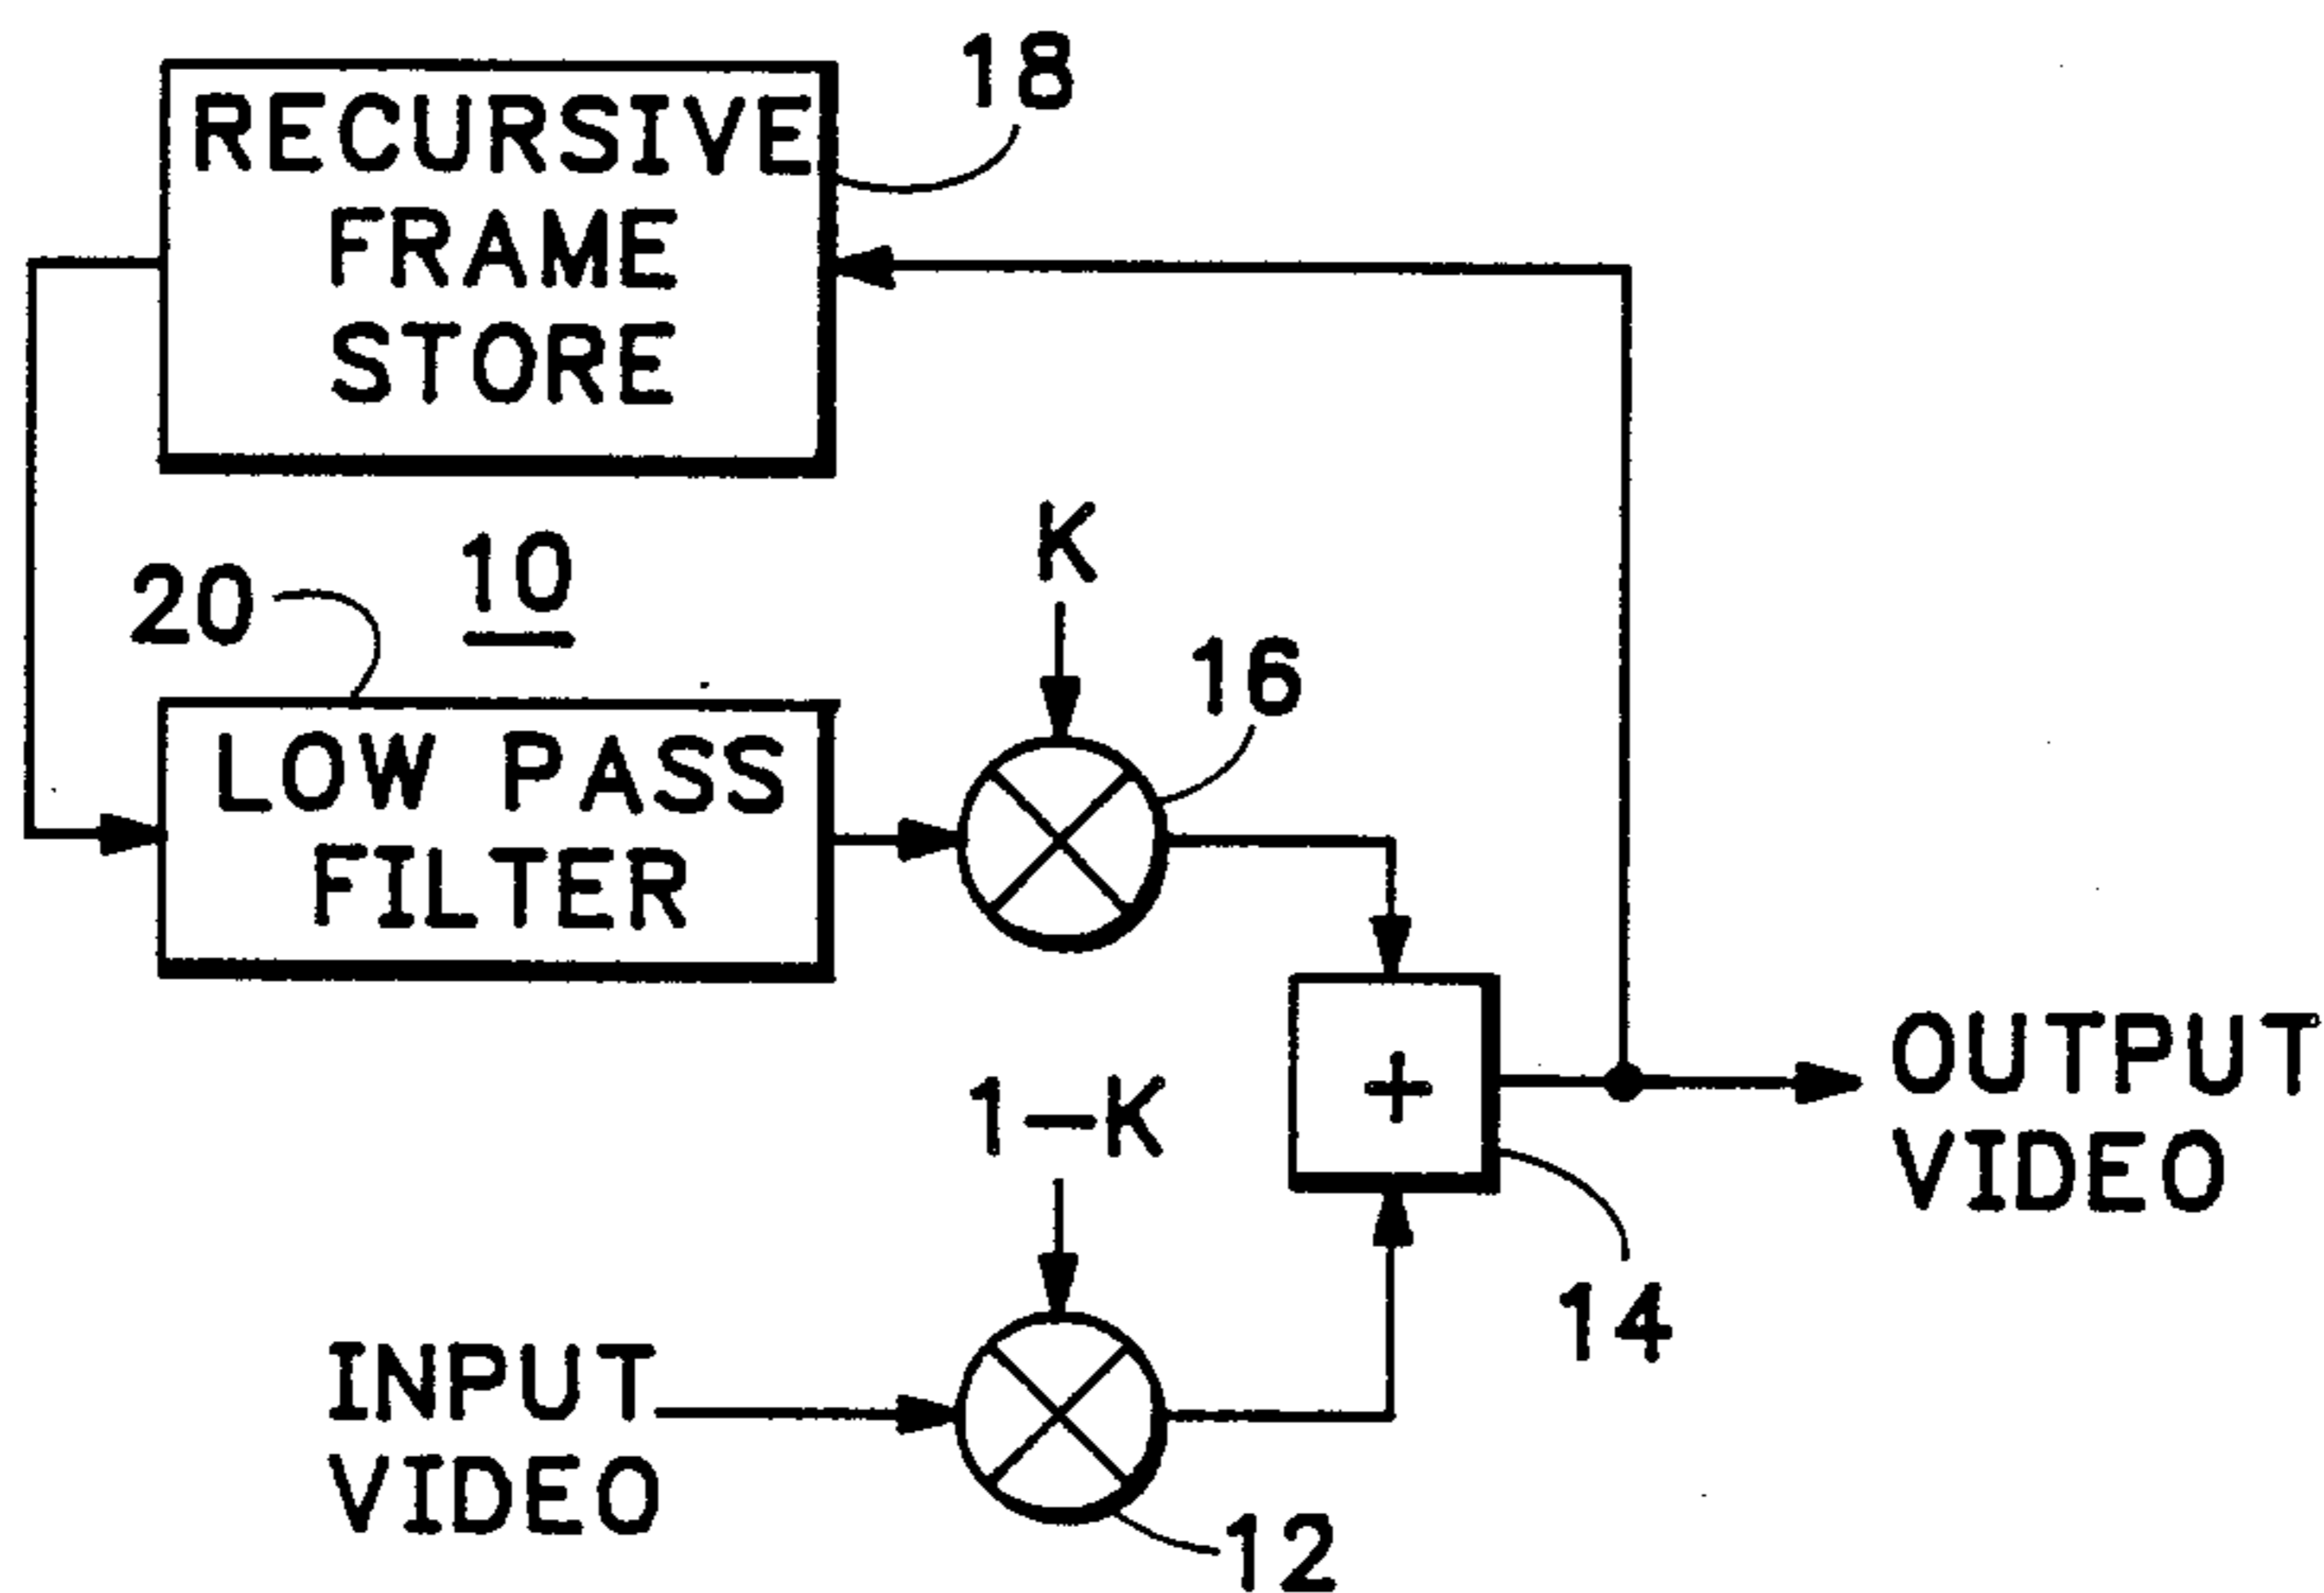 18
RECURSIVE
FRAME
STORE
K
10
20
16
LOW PASS
FILTER
1-K
+
OUTPUT
VIDEO
14
INPUT
VIDEO
12